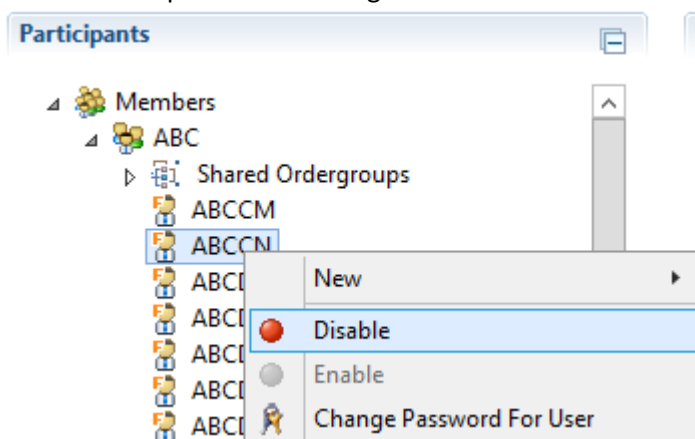 Participants
Members
ABC
Shared Ordergroups
ABCCM
ABCCN
New
Disable
Enable
Change Password For User